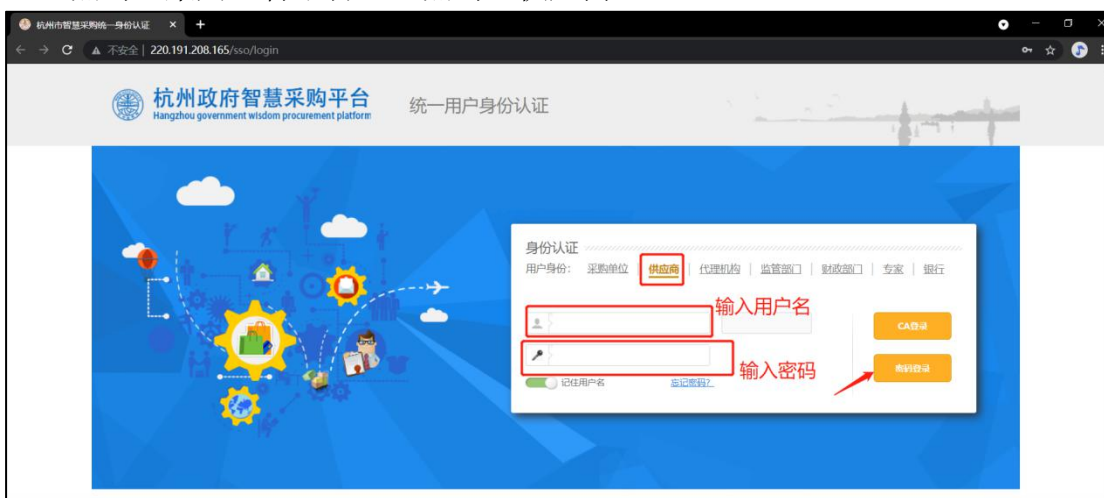 杭州市智慧采购统一身份认证
不安全 | 220.191.208.165/sso/login
杭州政府智慧采购平台
Hangzhou government wisdom procurement platform
统一用户身份认证
身份认证
用户身份: 采购单位 | 供应商 | 代理机构 | 监管部门 | 财政部门 | 专家 | 银行
输入用户名
CA登录
输入密码
密码登录
记住用户名 忘记密码?